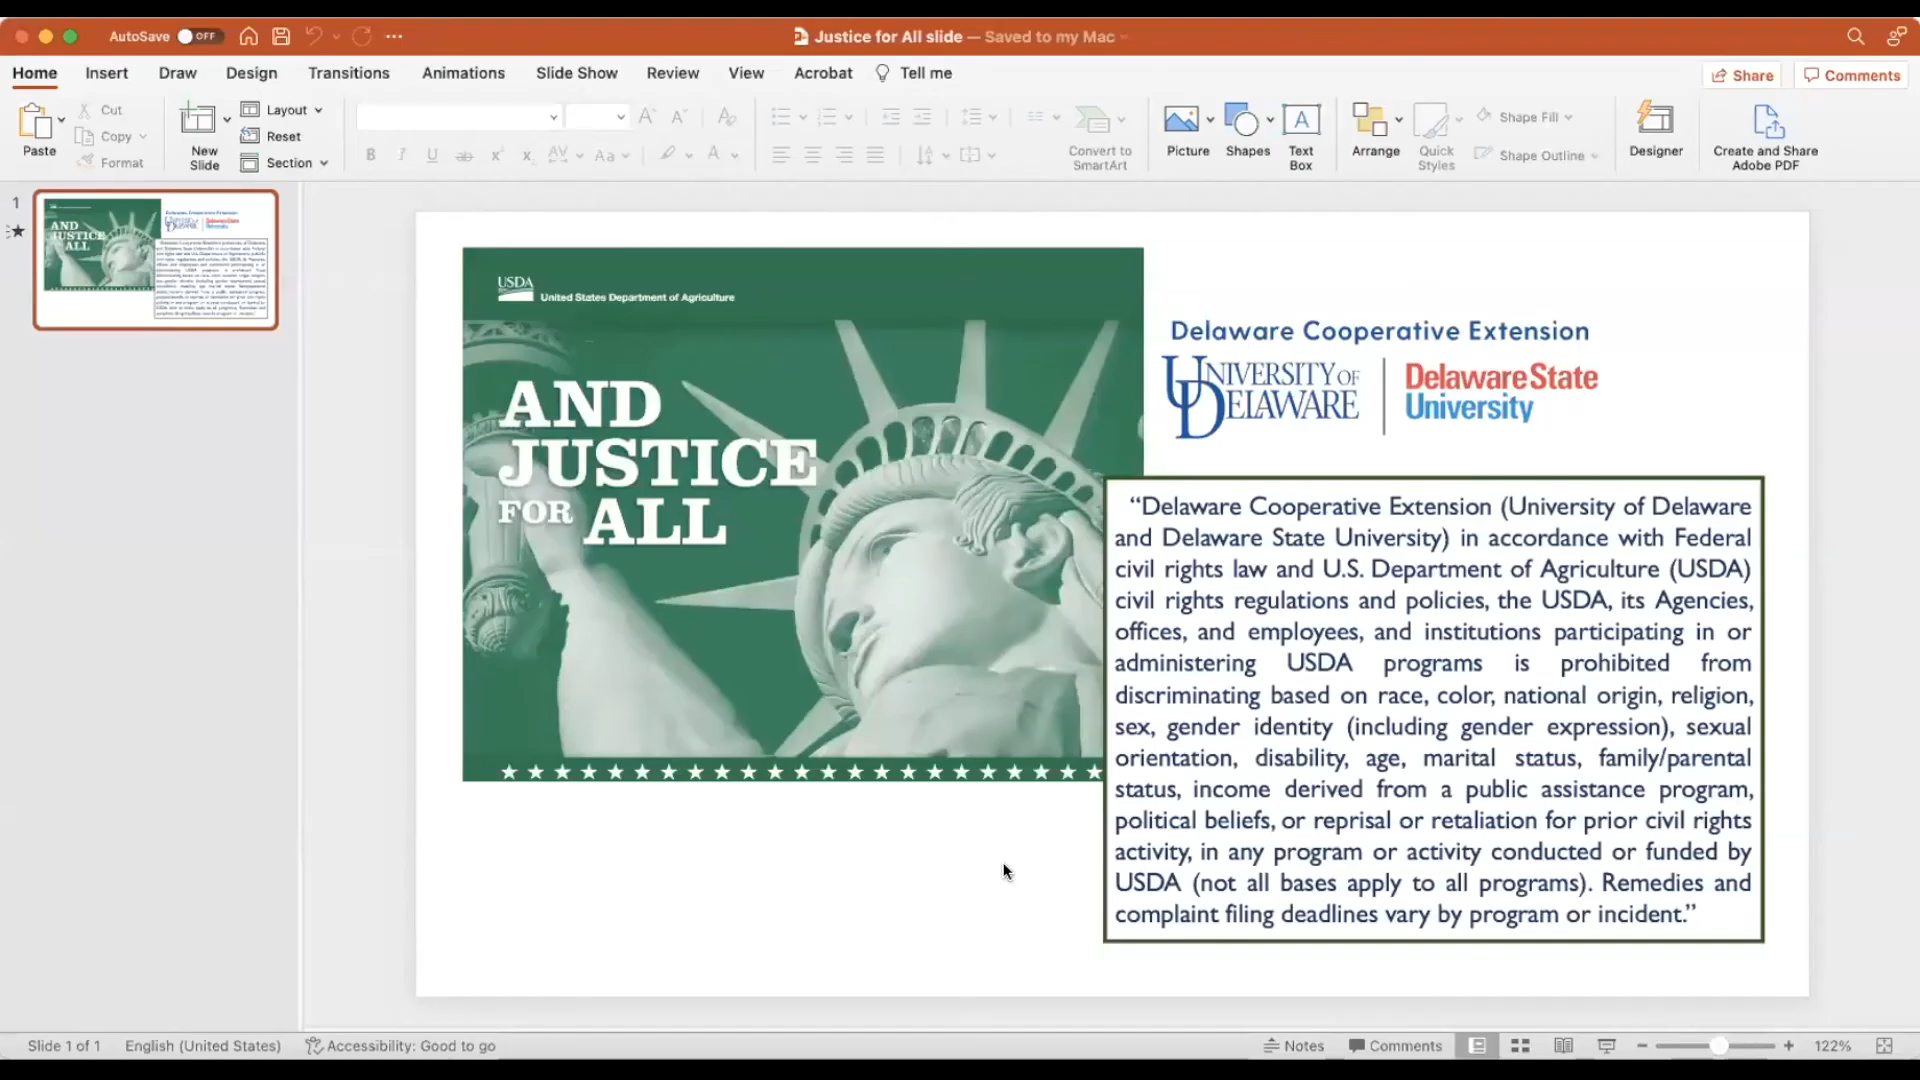 AutoSave OFF
Justice for All slide — Saved to my Mac
Home Insert Draw Design Transitions Animations Slide Show Review View Acrobat Tell me
Share Comments
Paste
Cut
Copy
Format
New Slide
Layout
Reset
Section
Convert to SmartArt
Picture
Shapes
Text Box
Arrange
Quick Styles
Shape Fill
Shape Outline
Designer
Create and Share Adobe PDF
1
AND
JUSTICE
ALL
USDA
United States Department of Agriculture
AND
JUSTICE
FOR ALL
Delaware Cooperative Extension
UNIVERSITY OF DELAWARE
Delaware State
University
“Delaware Cooperative Extension (University of Delaware
and Delaware State University) in accordance with Federal
civil rights law and U.S. Department of Agriculture (USDA)
civil rights regulations and policies, the USDA, its Agencies,
offices, and employees, and institutions participating in or
administering USDA programs is prohibited from
discriminating based on race, color, national origin, religion,
sex, gender identity (including gender expression), sexual
orientation, disability, age, marital status, family/parental
status, income derived from a public assistance program,
political beliefs, or reprisal or retaliation for prior civil rights
activity, in any program or activity conducted or funded by
USDA (not all bases apply to all programs). Remedies and
complaint filing deadlines vary by program or incident.”
Slide 1 of 1 English (United States) Accessibility: Good to go
Notes Comments 122%